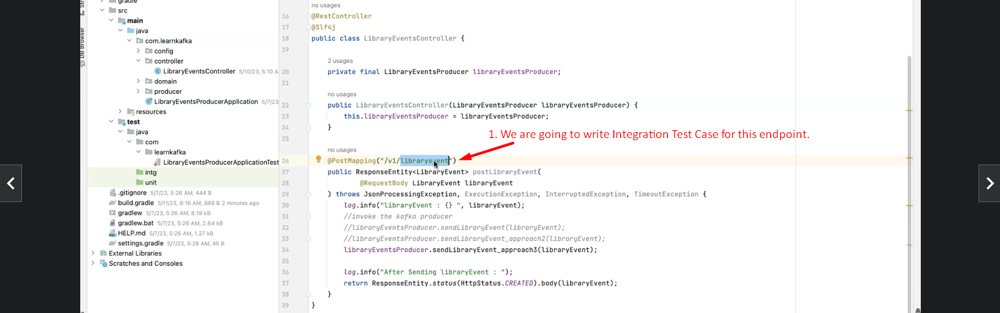 gradle
src
main
java
com.learnkafka
config
controller
LibraryEventsController 5/10/23, 5:10 A
domain
producer
LibraryEventsProducerApplication 5/7/23
resources
test
java
com
learnkafka
LibraryEventsProducerApplicationTest
intg
unit
.gitignore 5/7/23, 5:26 AM, 444 B
build.gradle 5/11/23, 8:16 AM, 888 B 2 minutes ago
gradlew 5/7/23, 5:26 AM, 8.19 kB
gradlew.bat 5/7/23, 5:26 AM, 2.84 kB
HELP.md 5/7/23, 5:26 AM, 1.27 kB
settings.gradle 5/7/23, 5:26 AM, 45 B
External Libraries
Scratches and Consoles
DB Browser
no usages
16 @RestController
17 @Slf4j
18 public class LibraryEventsController {
19
2 usages
20 private final LibraryEventsProducer libraryEventsProducer;
21
no usages
22 public LibraryEventsController(LibraryEventsProducer libraryEventsProducer) {
23 this.libraryEventsProducer = libraryEventsProducer;
24 }
1. We are going to write Integration Test Case for this endpoint.
25
no usages
26 @PostMapping("/v1/libraryevent")
27 public ResponseEntity<LibraryEvent> postLibraryEvent(
28 @RequestBody LibraryEvent libraryEvent
29 ) throws JsonProcessingException, ExecutionException, InterruptedException, TimeoutException {
30 log.info("libraryEvent : {} ", libraryEvent);
31 //invoke the kafka producer
32 //libraryEventsProducer.sendLibraryEvent(libraryEvent);
33 //libraryEventsProducer.sendLibraryEvent_approach2(libraryEvent);
34 libraryEventsProducer.sendLibraryEvent_approach3(libraryEvent);
35
36 log.info("After Sending libraryEvent : ");
37 return ResponseEntity.status(HttpStatus.CREATED).body(libraryEvent);
38 }
39 }